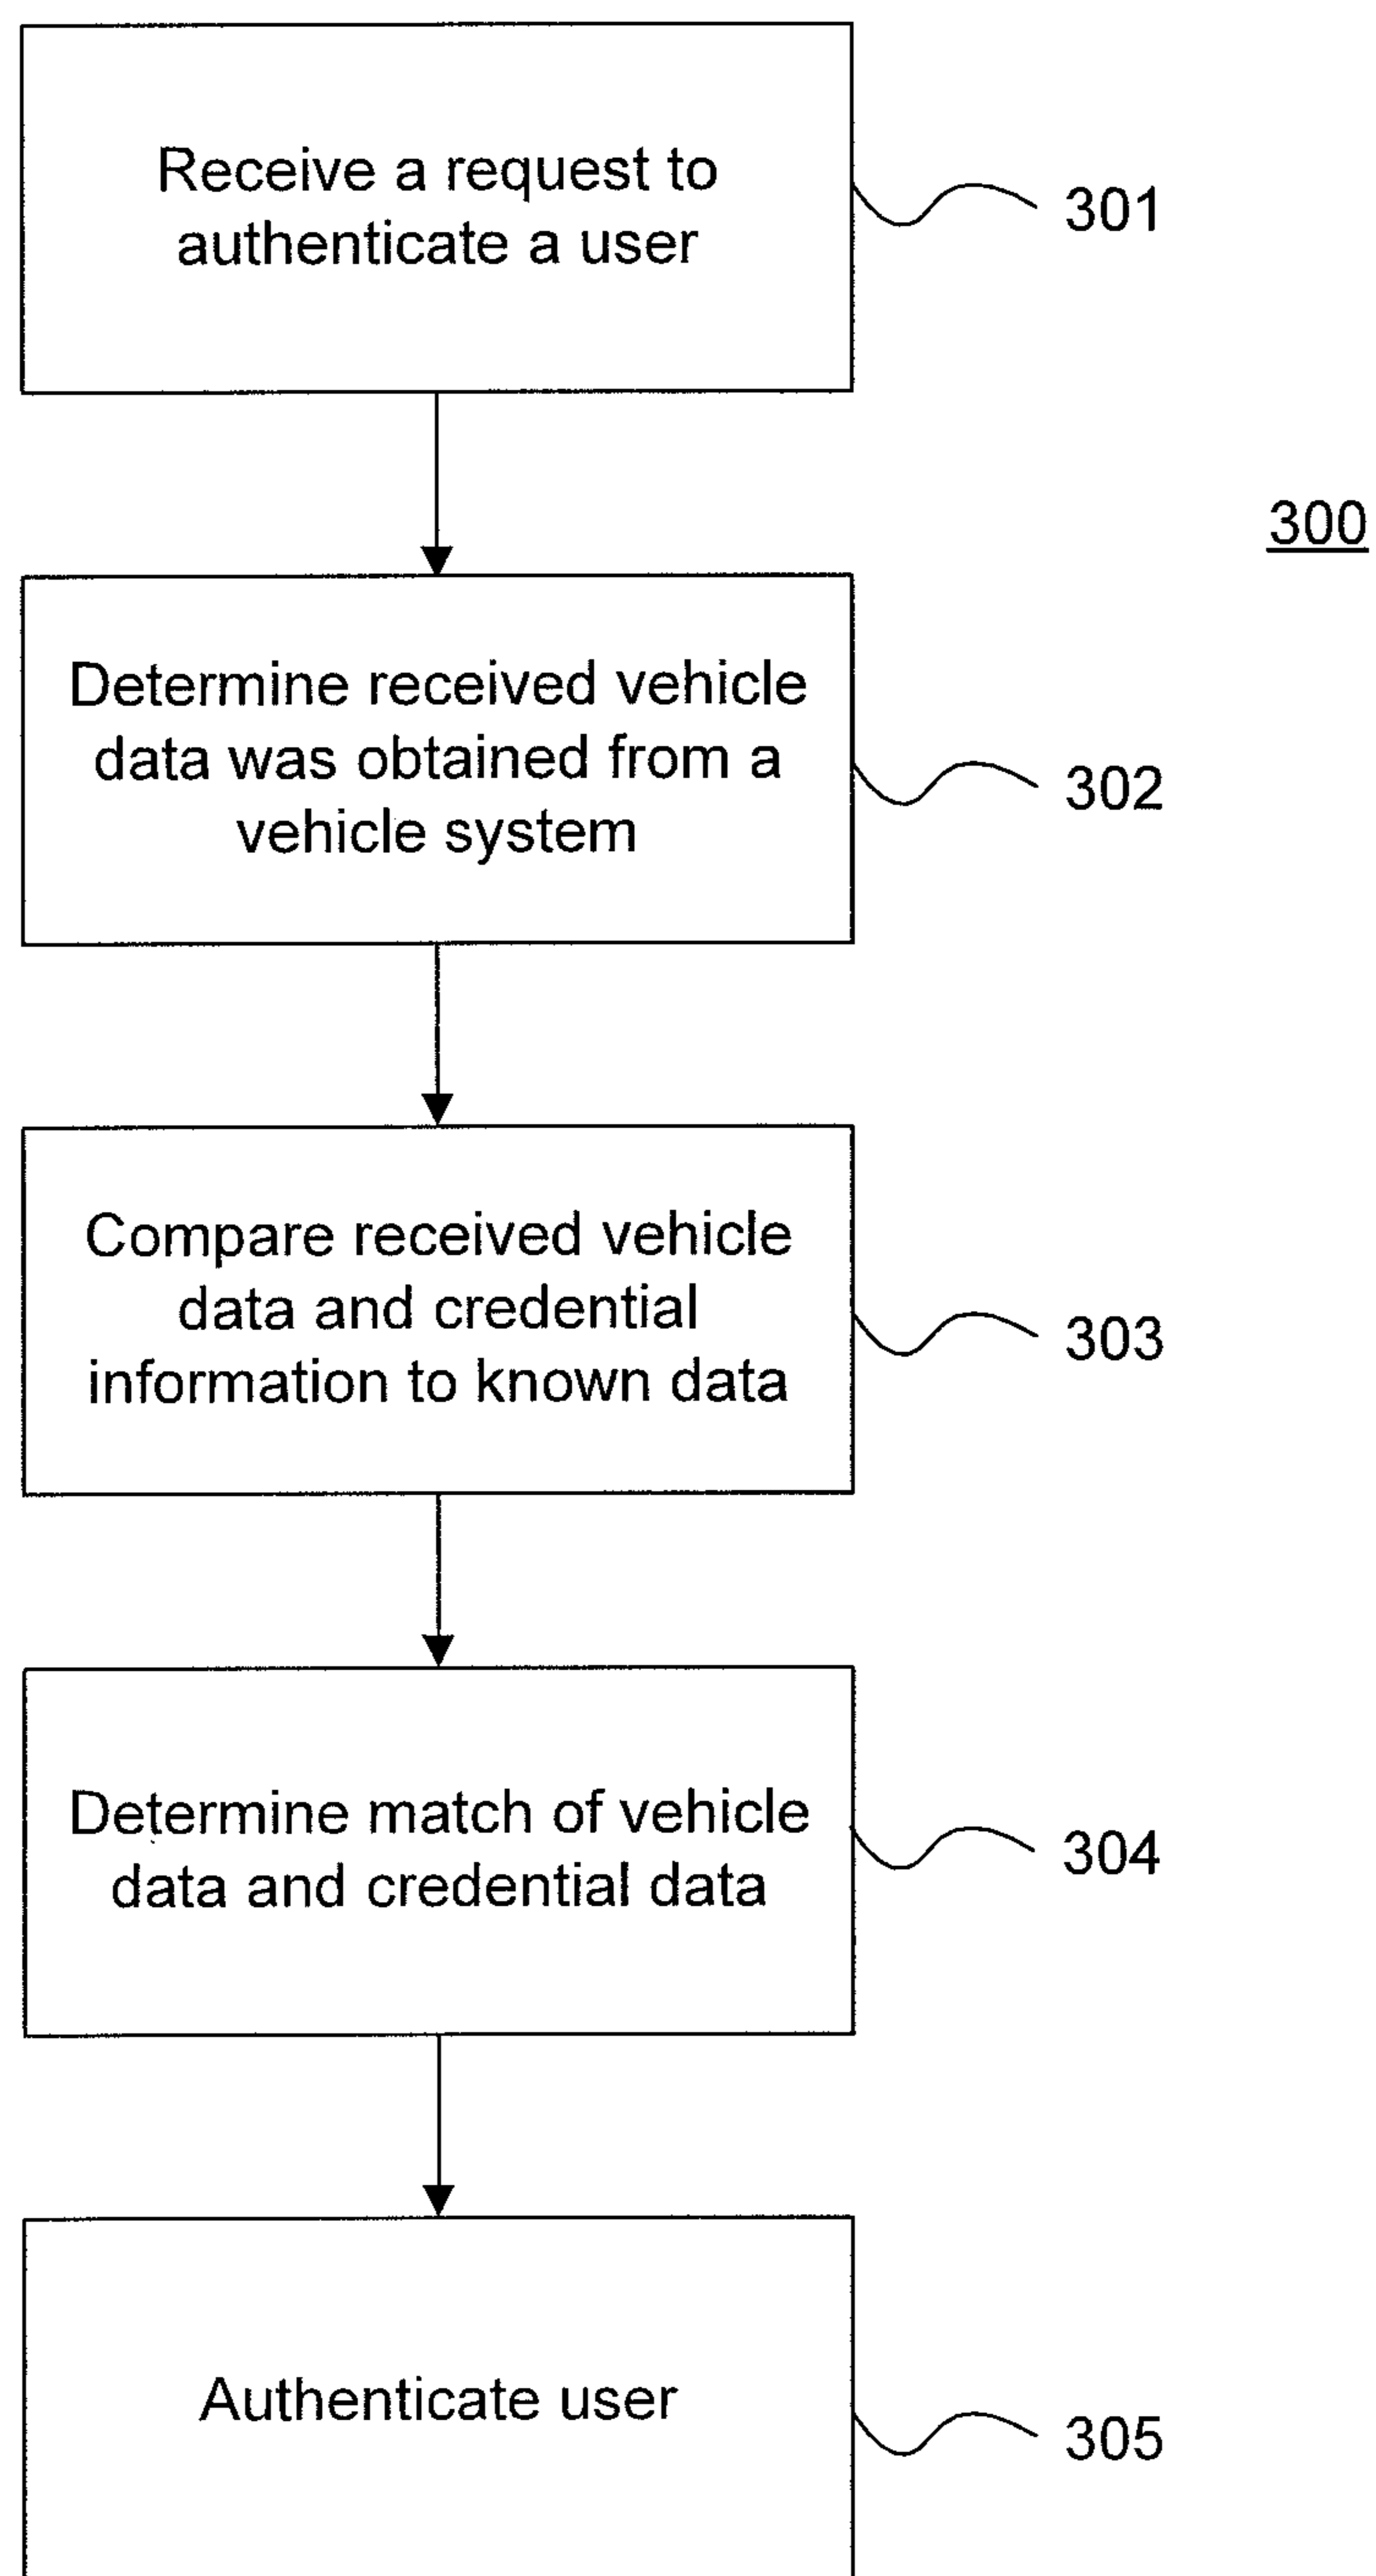 Receive a request to
authenticate a user
301
300
Determine received vehicle
data was obtained from a
vehicle system
302
Compare received vehicle
data and credential
information to known data
303
Determine match of vehicle
data and credential data
304
Authenticate user
305